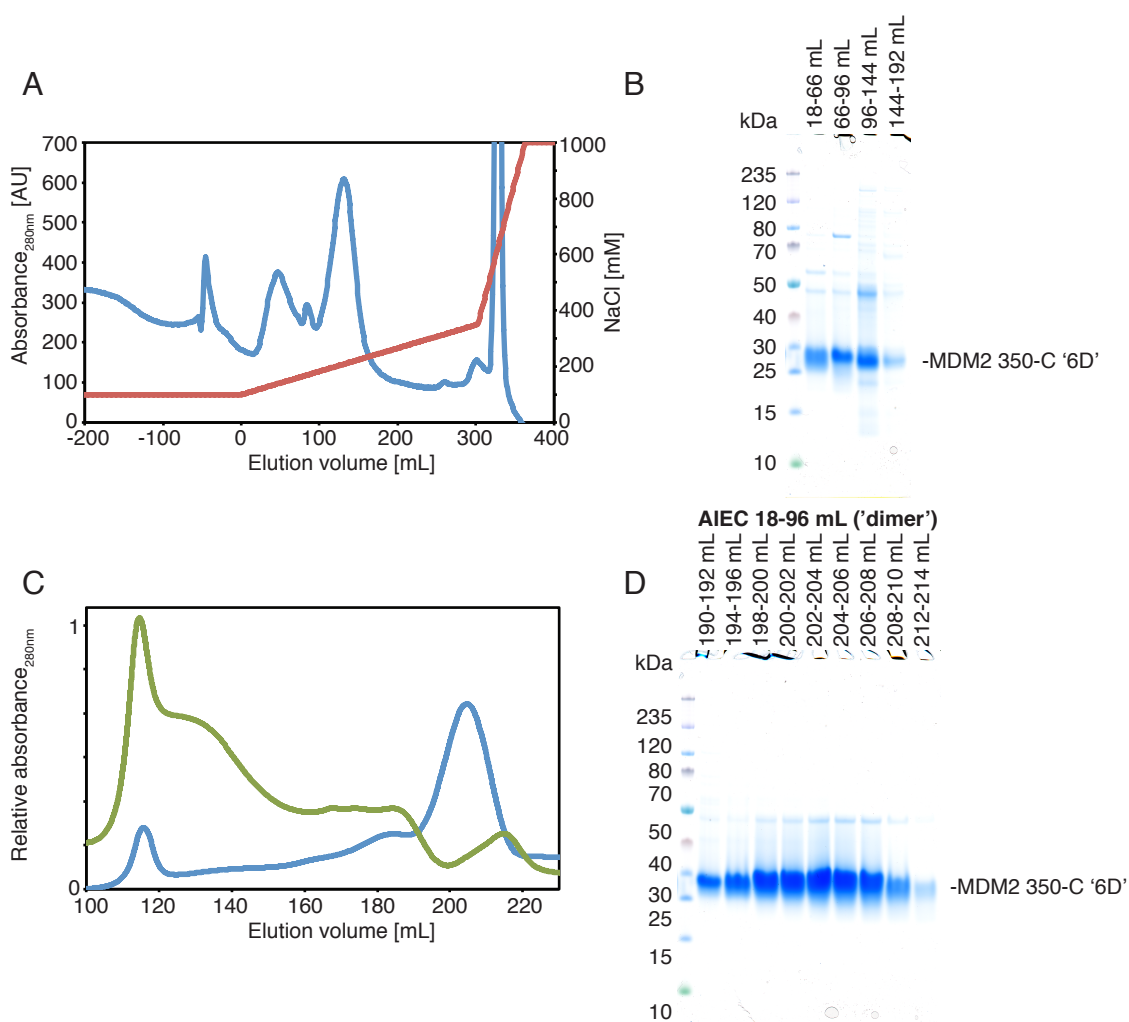 A
Absorbance280nm [AU]
700
600
500
400
300
200
100
0
-200
-100
0
100
200
300
400
Elution volume [mL]
1000
800
600
400
200
0
NaCl [mM]
B
kDa
18-66 mL
66-96 mL
96-144 mL
144-192 mL
235
120
80
70
50
40
30
25
15
10
-MDM2 350-C ‘6D’
C
Relative absorbance280nm
1
0
100
120
140
160
180
200
220
Elution volume [mL]
AIEC 18-96 mL (’dimer’)
D
kDa
190-192 mL
194-196 mL
198-200 mL
200-202 mL
202-204 mL
204-206 mL
206-208 mL
208-210 mL
212-214 mL
235
120
80
70
50
40
30
25
15
10
-MDM2 350-C ‘6D’